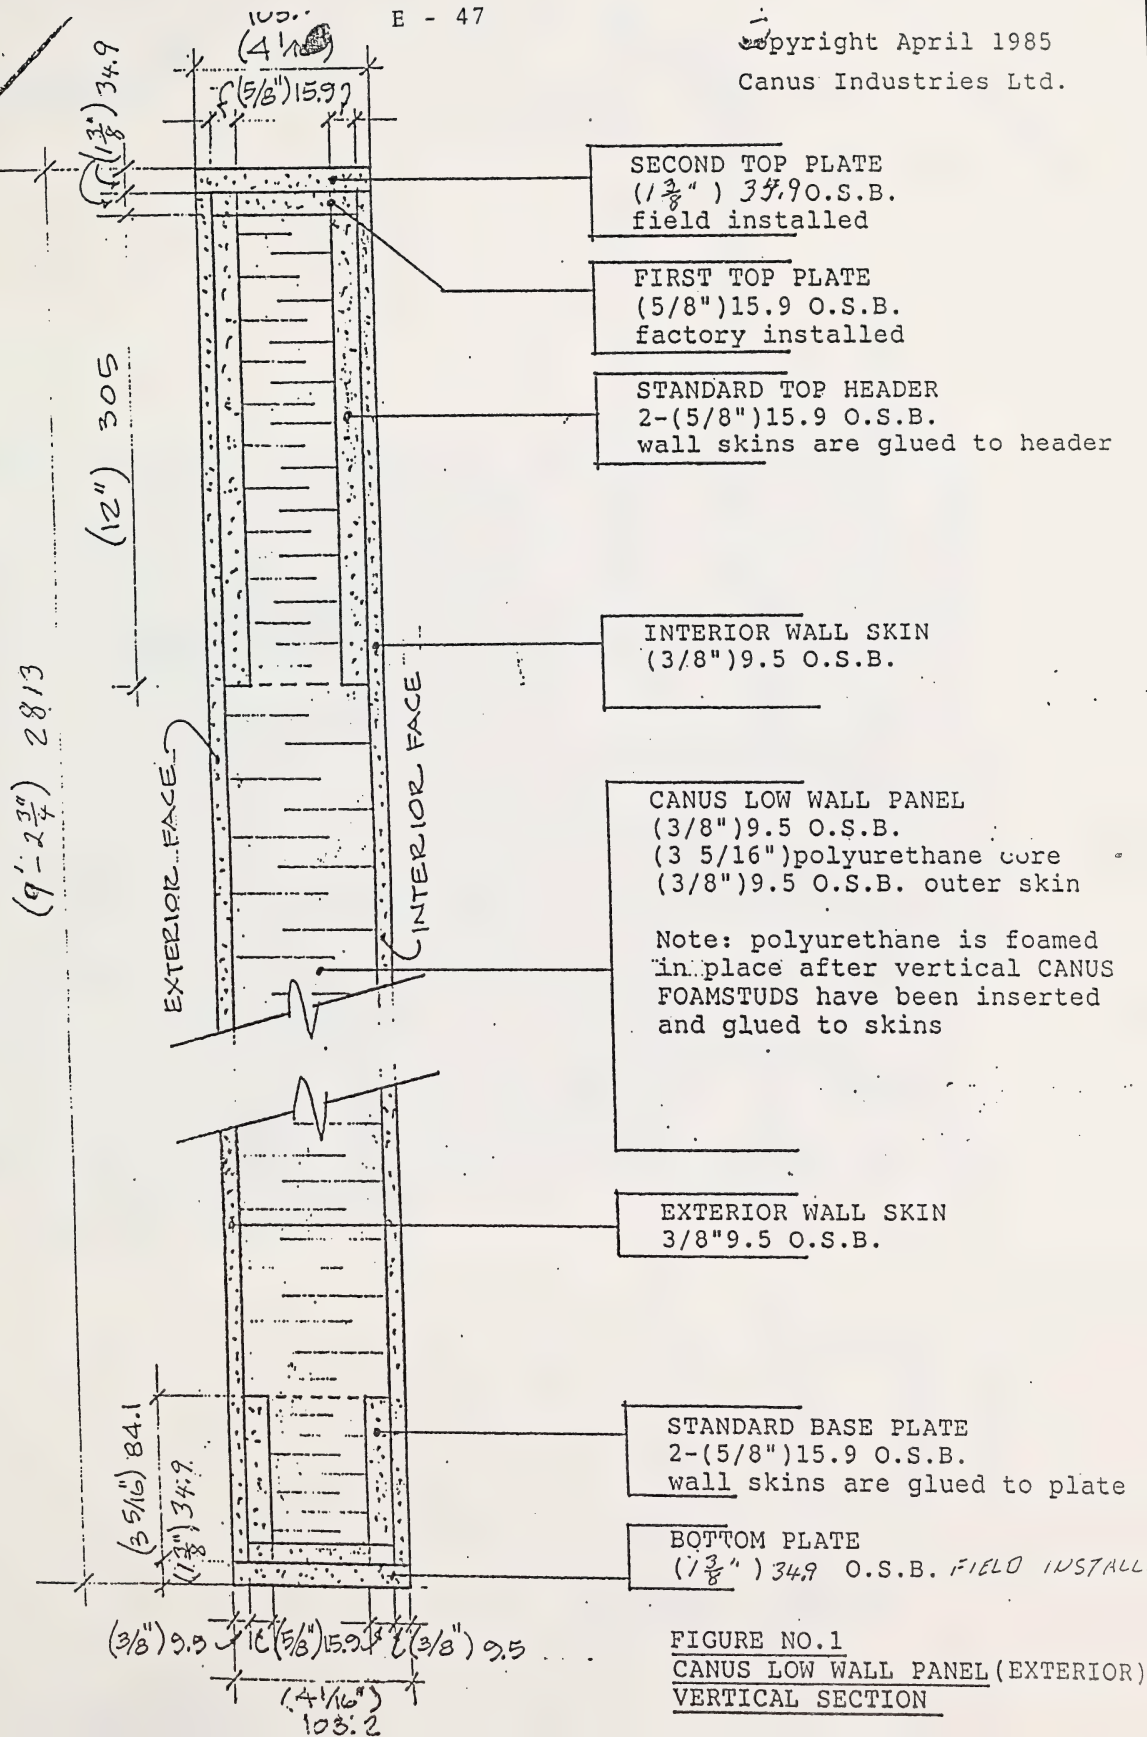 E - 47
Copyright April 1985
Canus Industries Ltd.
(5/8") 15.9
(1 3/8") 34.9
SECOND TOP PLATE
(1 3/8") 34.9 O.S.B.
field installed
FIRST TOP PLATE
(5/8")15.9 O.S.B.
factory installed
STANDARD TOP HEADER
2-(5/8")15.9 O.S.B.
wall skins are glued to header
(12") 305
INTERIOR WALL SKIN
(3/8")9.5 O.S.B.
(9'-2 3/4") 2813
EXTERIOR FACE
INTERIOR FACE
CANUS LOW WALL PANEL
(3/8")9.5 O.S.B.
(3 5/16")polyurethane core
(3/8")9.5 O.S.B. outer skin
Note: polyurethane is foamed
in place after vertical CANUS
FOAMSTUDS have been inserted
and glued to skins
EXTERIOR WALL SKIN
3/8"9.5 O.S.B.
(3 5/16) 84.1
(1 3/8") 34.9
STANDARD BASE PLATE
2-(5/8")15.9 O.S.B.
wall skins are glued to plate
BOTTOM PLATE
(1 3/8") 349 O.S.B. FIELD INSTALL
(3/8") 9.5 (5/8") 15.9 (3/8") 9.5
(4 1/16")
103.2
FIGURE NO.1
CANUS LOW WALL PANEL(EXTERIOR)
VERTICAL SECTION